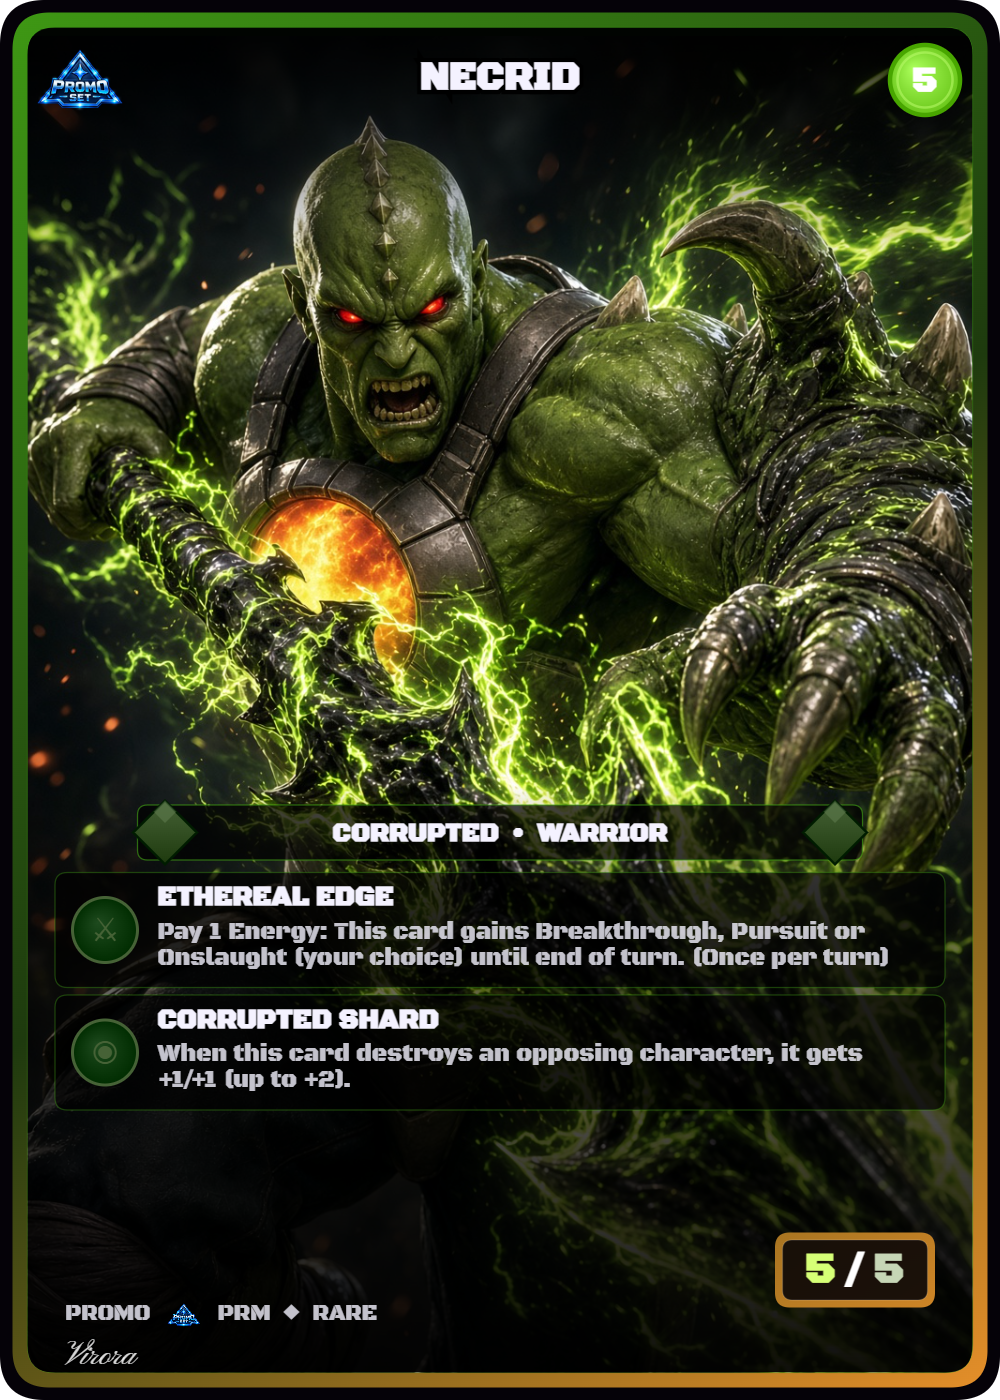 PROMO
SET
NECRID
5
CORRUPTED • WARRIOR
ETHEREAL EDGE
Pay 1 Energy: This card gains Breakthrough, Pursuit or
Onslaught (your choice) until end of turn. (Once per turn)
CORRUPTED SHARD
When this card destroys an opposing character, it gets
+1/+1 (up to +2).
5 / 5
PROMO PRM ◆ RARE
Virora